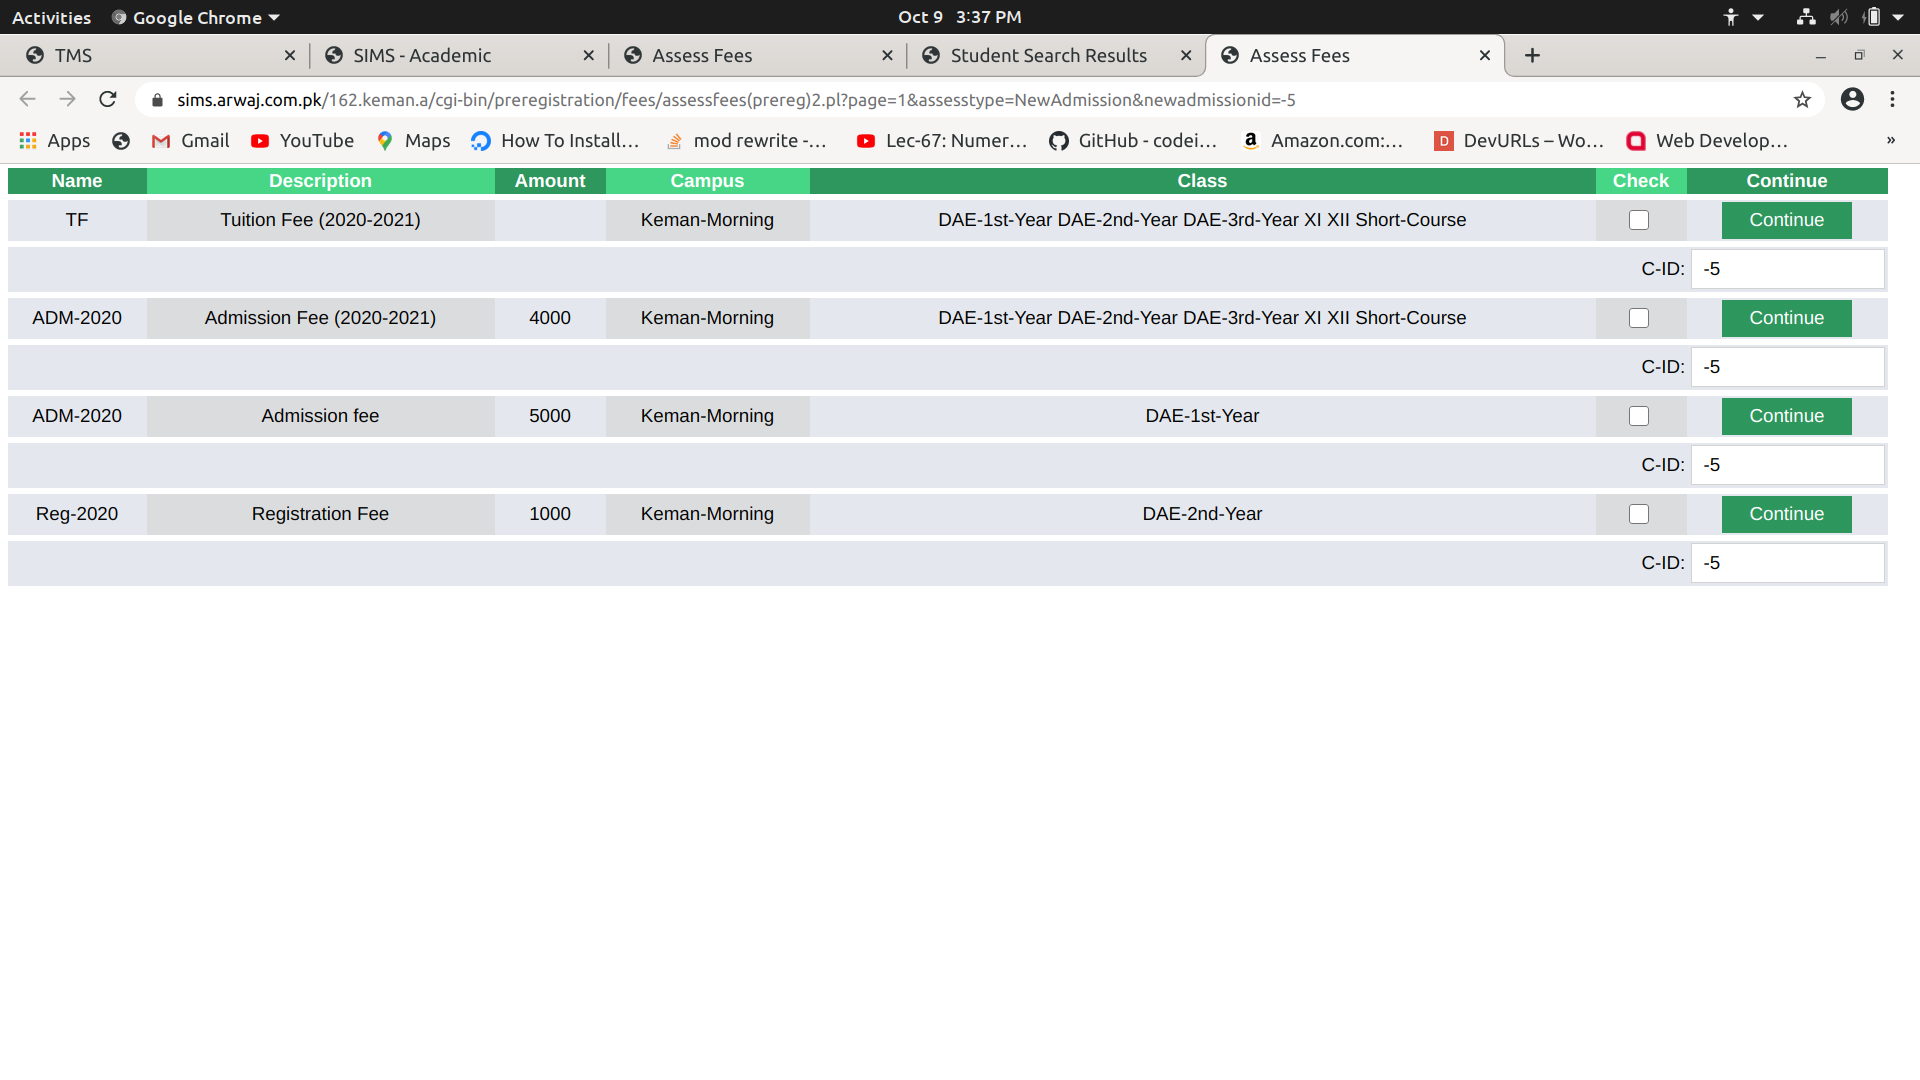 Activities Google Chrome Oct 9 3:37 PM
TMS SIMS - Academic Assess Fees Student Search Results Assess Fees
sims.arwaj.com.pk/162.keman.a/cgi-bin/preregistration/fees/assessfees(prereg)2.pl?page=1&assesstype=NewAdmission&newadmissionid=-5
Apps Gmail YouTube Maps How To Install... mod rewrite -... Lec-67: Numer... GitHub - codei... Amazon.com:... D DevURLs – Wo... Web Develop... »
Name Description Amount Campus Class Check Continue
TF Tuition Fee (2020-2021) Keman-Morning DAE-1st-Year DAE-2nd-Year DAE-3rd-Year XI XII Short-Course Continue
C-ID: -5
ADM-2020 Admission Fee (2020-2021) 4000 Keman-Morning DAE-1st-Year DAE-2nd-Year DAE-3rd-Year XI XII Short-Course Continue
C-ID: -5
ADM-2020 Admission fee 5000 Keman-Morning DAE-1st-Year Continue
C-ID: -5
Reg-2020 Registration Fee 1000 Keman-Morning DAE-2nd-Year Continue
C-ID: -5